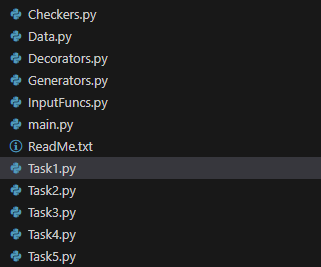 Checkers.py
Data.py
Decorators.py
Generators.py
InputFuncs.py
main.py
ReadMe.txt
Task1.py
Task2.py
Task3.py
Task4.py
Task5.py